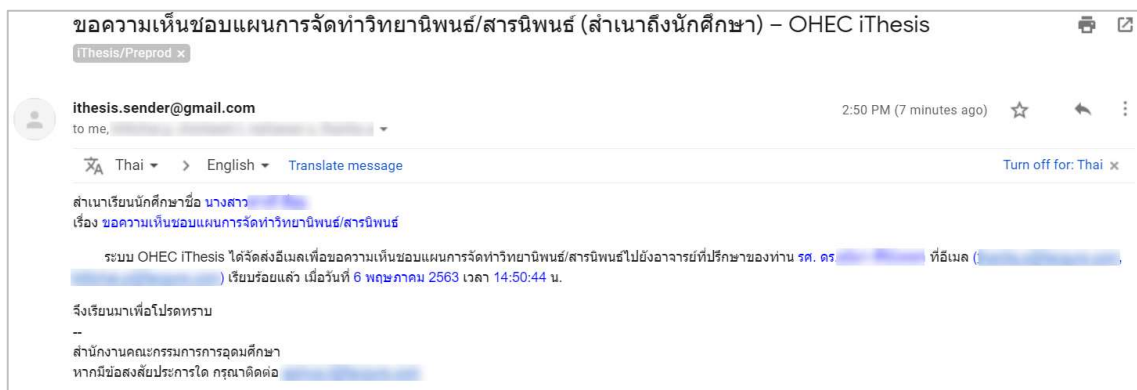 ขอความเห็นชอบแผนการจัดทำวิทยานิพนธ์/สารนิพนธ์ (สำเนาถึงนักศึกษา) – OHEC iThesis
iThesis/Preprod ×
ithesis.sender@gmail.com
2:50 PM (7 minutes ago)
to me,
Thai > English Translate message
Turn off for: Thai ×
สำเนาเรียนนักศึกษาชื่อ นางสาว
เรื่อง ขอความเห็นชอบแผนการจัดทำวิทยานิพนธ์/สารนิพนธ์
ระบบ OHEC iThesis ได้จัดส่งอีเมลเพื่อขอความเห็นชอบแผนการจัดทำวิทยานิพนธ์/สารนิพนธ์ไปยังอาจารย์ที่ปรึกษาของท่าน รศ. ดร. ที่อีเมล ( ,
) เรียบร้อยแล้ว เมื่อวันที่ 6 พฤษภาคม 2563 เวลา 14:50:44 น.
จึงเรียนมาเพื่อโปรดทราบ
--
สำนักงานคณะกรรมการการอุดมศึกษา
หากมีข้อสงสัยประการใด กรุณาติดต่อ